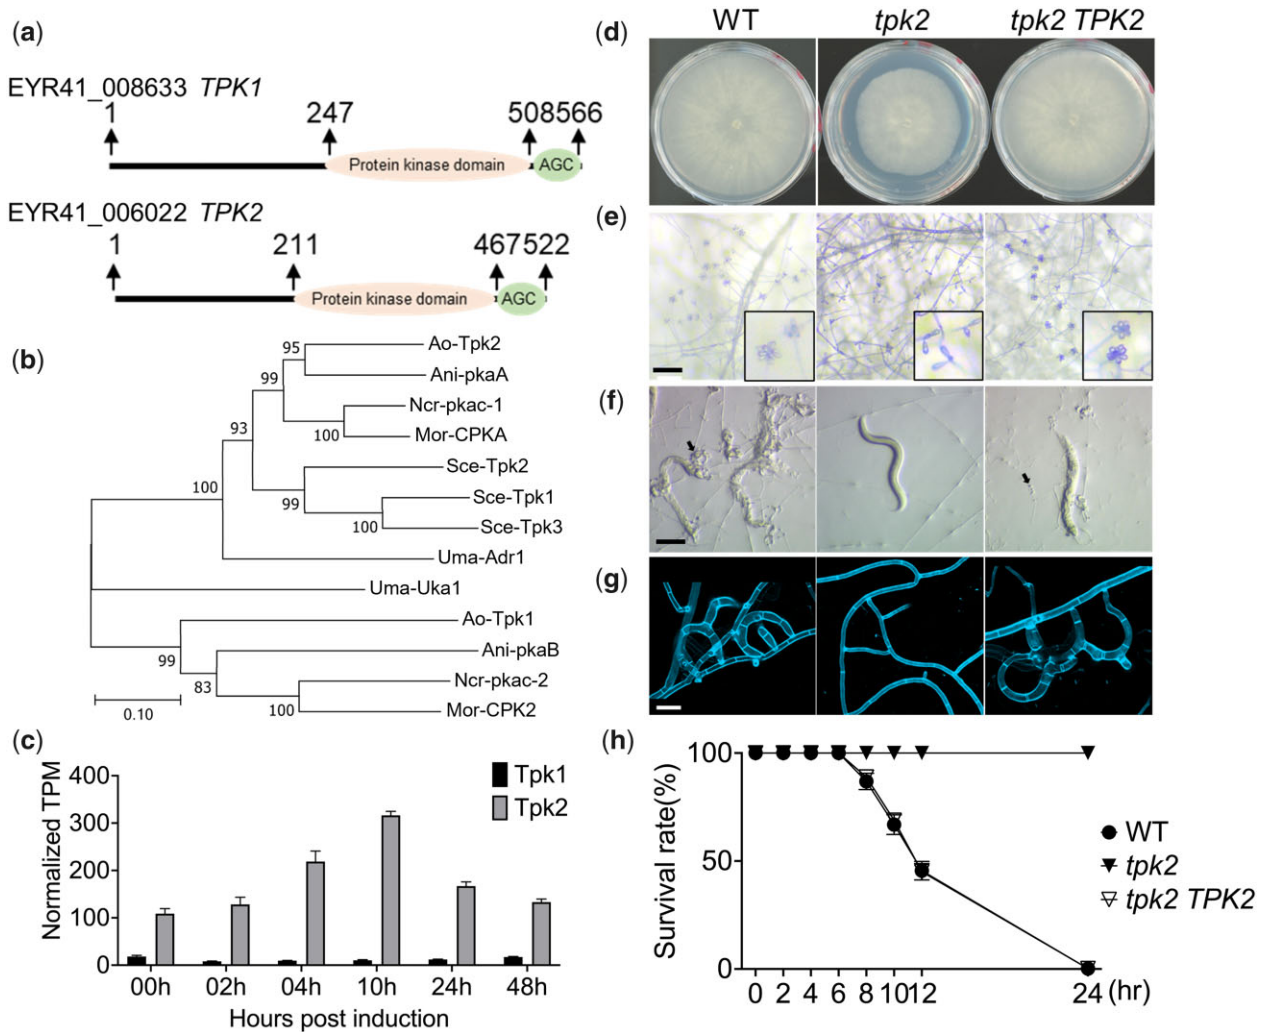 (a)
EYR41_008633 TPK1
1 247 508566
Protein kinase domain AGC
EYR41_006022 TPK2
1 211 467522
Protein kinase domain AGC
(b)
95
Ao-Tpk2
99
Ani-pkaA
Ncr-pkac-1
93
100
Mor-CPKA
Sce-Tpk2
100
99
Sce-Tpk1
100
Sce-Tpk3
Uma-Adr1
Uma-Uka1
Ao-Tpk1
99
Ani-pkaB
83
Ncr-pkac-2
100
Mor-CPK2
0.10
(c)
Normalized TPM
400
300
200
100
0
Tpk1
Tpk2
00h 02h 04h 10h 24h 48h
Hours post induction
(d)
WT tpk2 tpk2 TPK2
(e)
(f)
(g)
(h)
Survival rate(%)
100
50
0
WT
tpk2
tpk2 TPK2
0 2 4 6 8 1012 24 (hr)